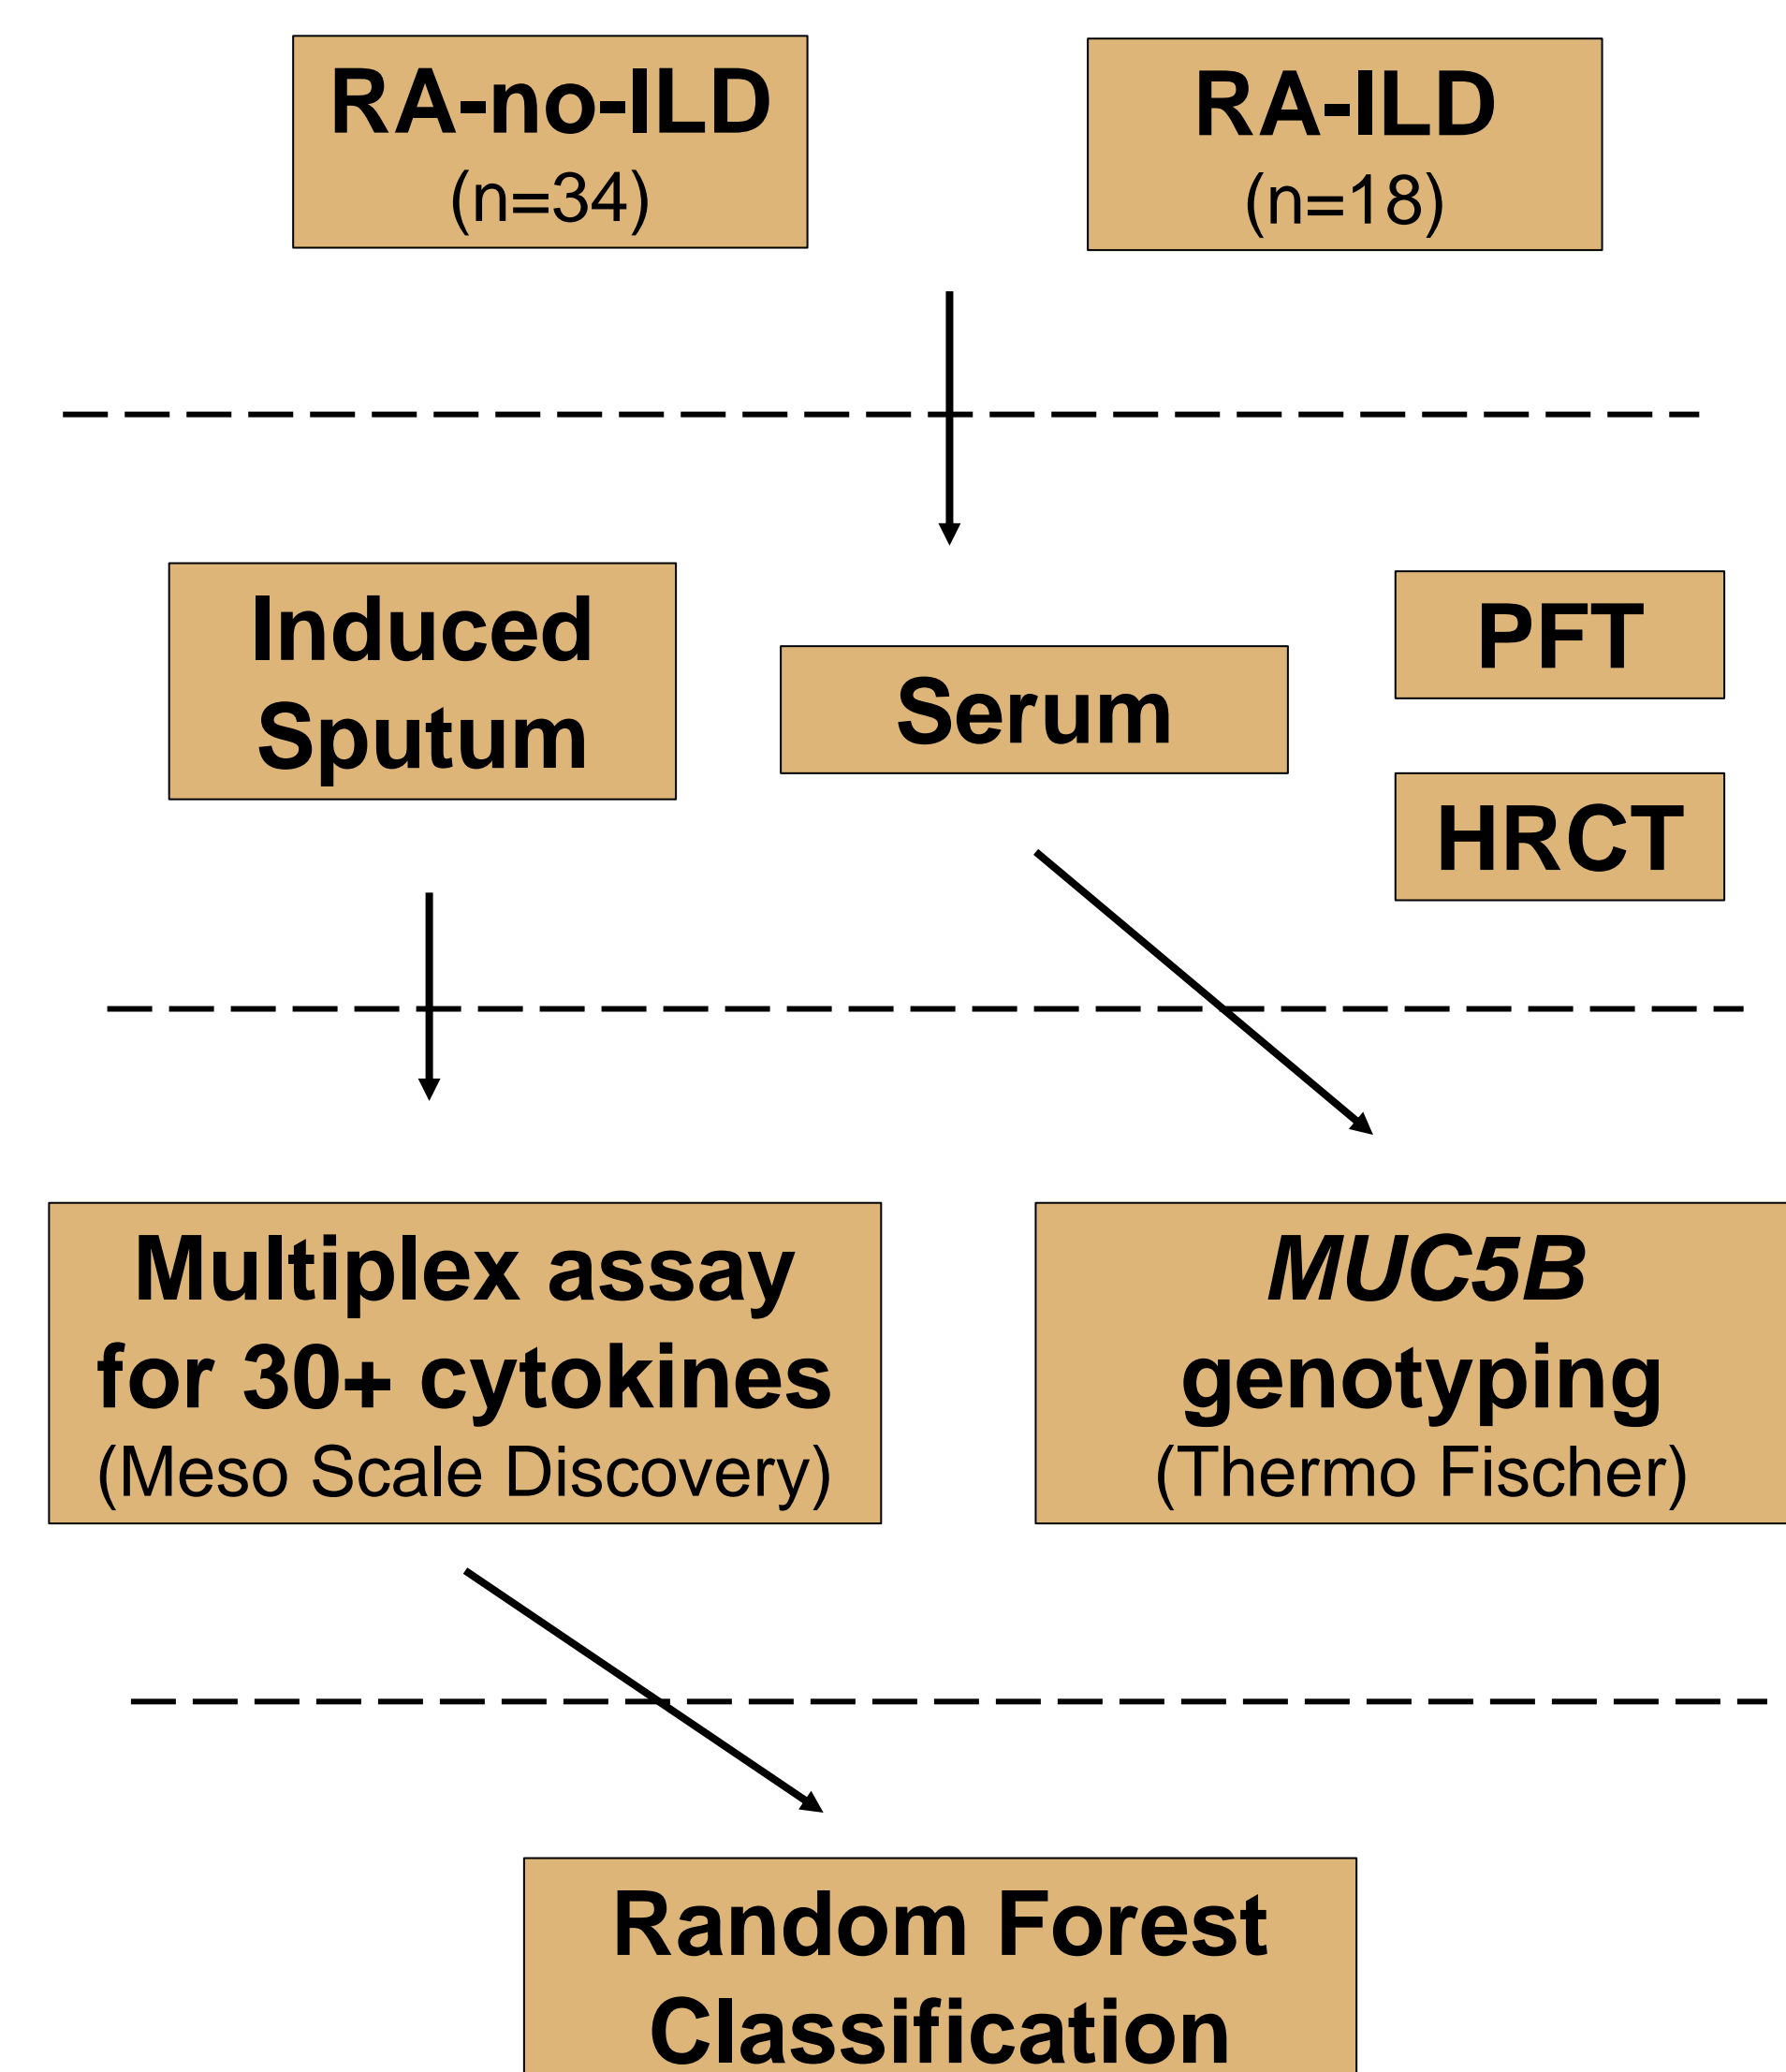 RA-no-ILD
(n=34)
RA-ILD
(n=18)
Induced
Sputum
Serum
PFT
HRCT
Multiplex assay
for 30+ cytokines
(Meso Scale Discovery)
MUC5B
genotyping
(Thermo Fischer)
Random Forest
Classification